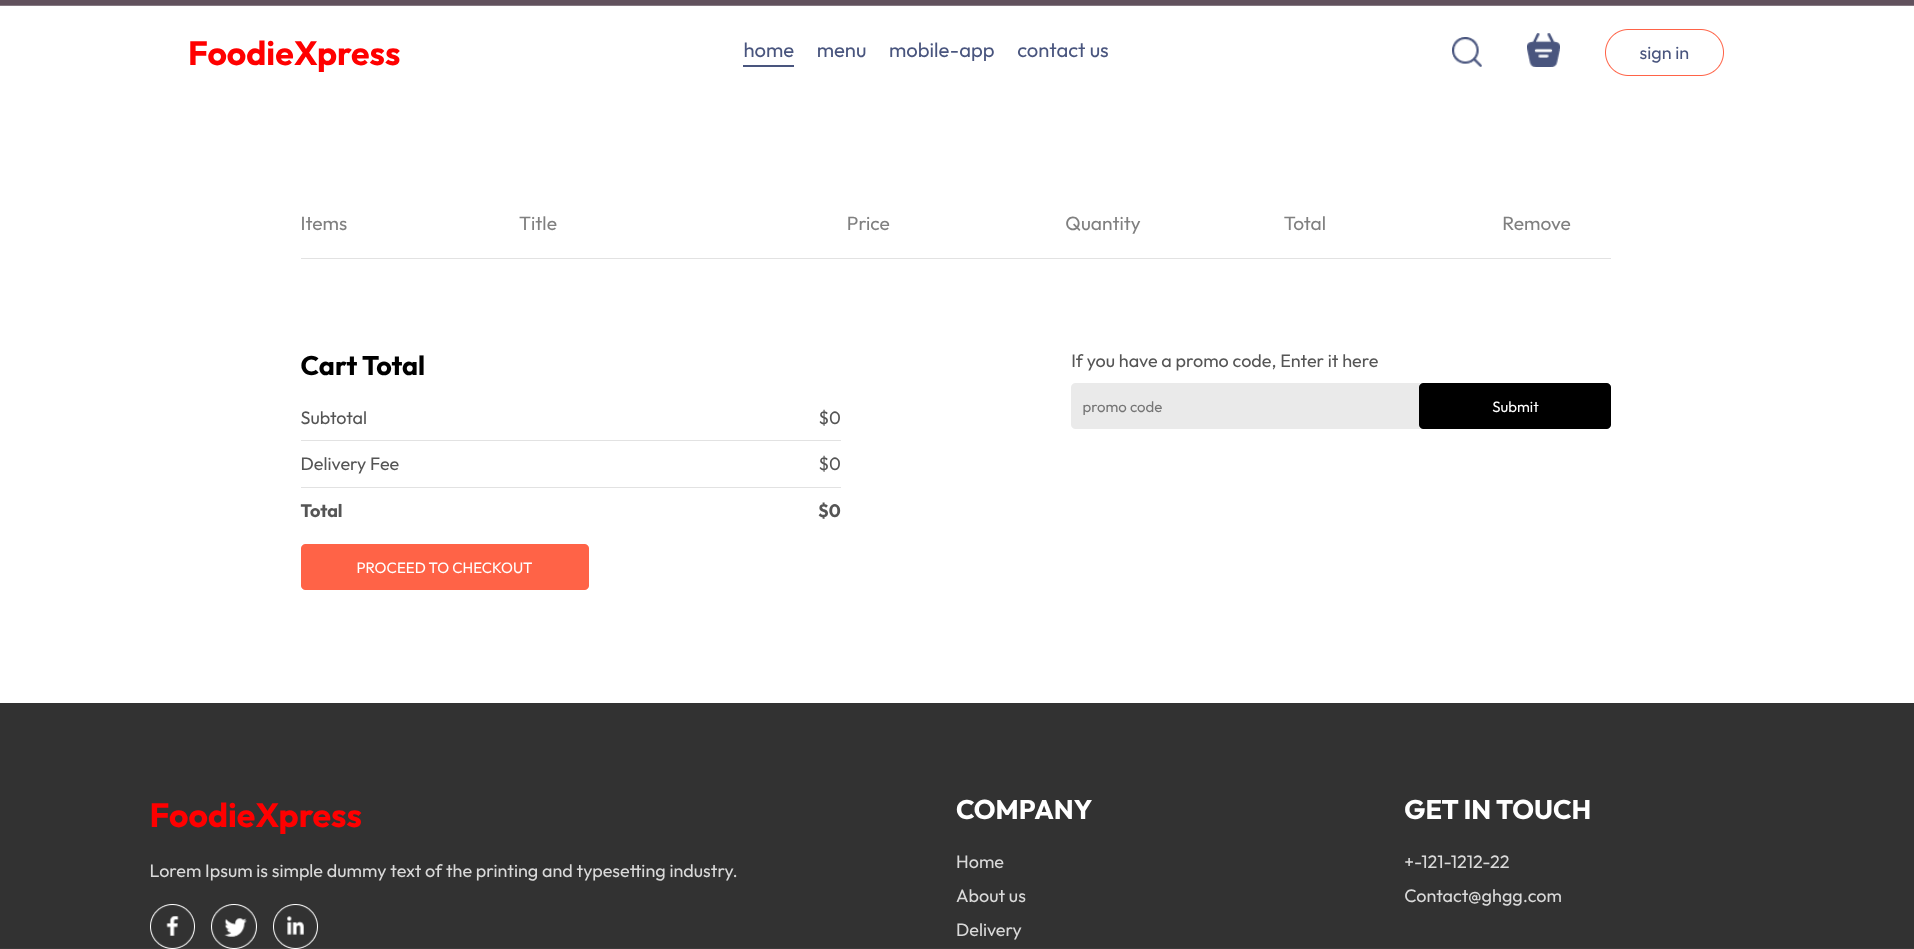 FoodieXpress
home menu mobile-app contact us
sign in
Items Title Price Quantity Total Remove
Cart Total
Subtotal $0
Delivery Fee $0
Total $0
PROCEED TO CHECKOUT
If you have a promo code, Enter it here
promo code
Submit
FoodieXpress
Lorem Ipsum is simple dummy text of the printing and typesetting industry.
COMPANY
Home
About us
Delivery
GET IN TOUCH
+-121-1212-22
Contact@ghgg.com